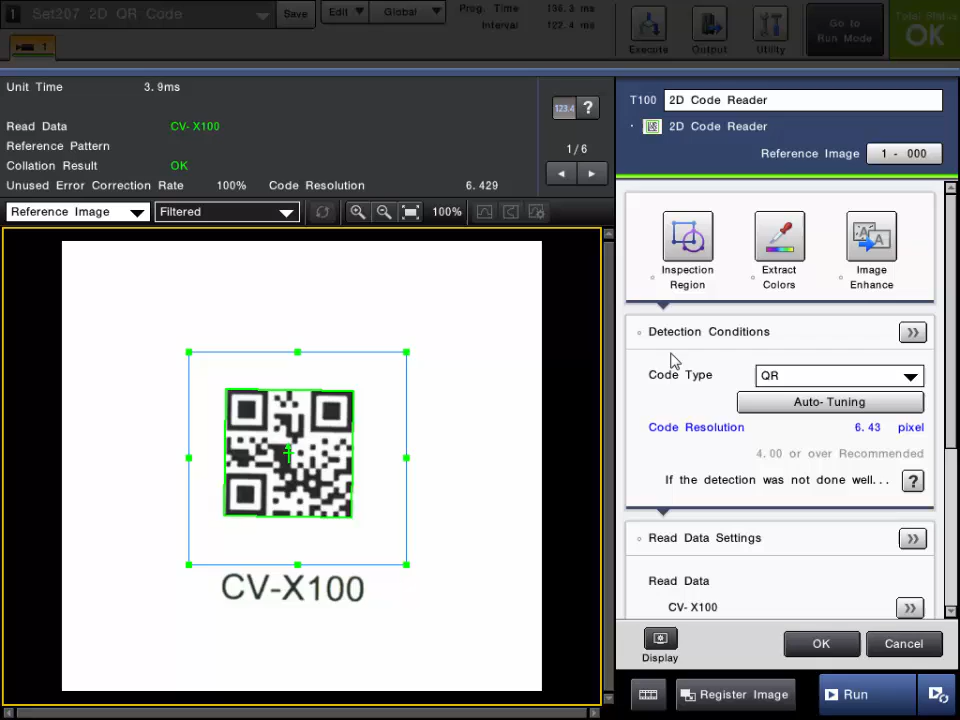 1 Set207 2D QR Code Save Edit Global Prog. Time 136.3 ms
Interval 122.4 ms
Execute Output Utility Go to Run Mode Total Status OK
1
Unit Time 3.9ms
Read Data CV-X100
Reference Pattern
Collation Result OK
Unused Error Correction Rate 100% Code Resolution 6.429
123.4 ?
1/6
Reference Image Filtered 100%
CV-X100
T100 2D Code Reader
2D Code Reader
Reference Image 1 - 000
Inspection Region
Extract Colors
Image Enhance
Detection Conditions
Code Type QR
Auto-Tuning
Code Resolution 6.43 pixel
4.00 or over Recommended
If the detection was not done well... ?
Read Data Settings
Read Data
CV-X100
Display OK Cancel
Register Image Run